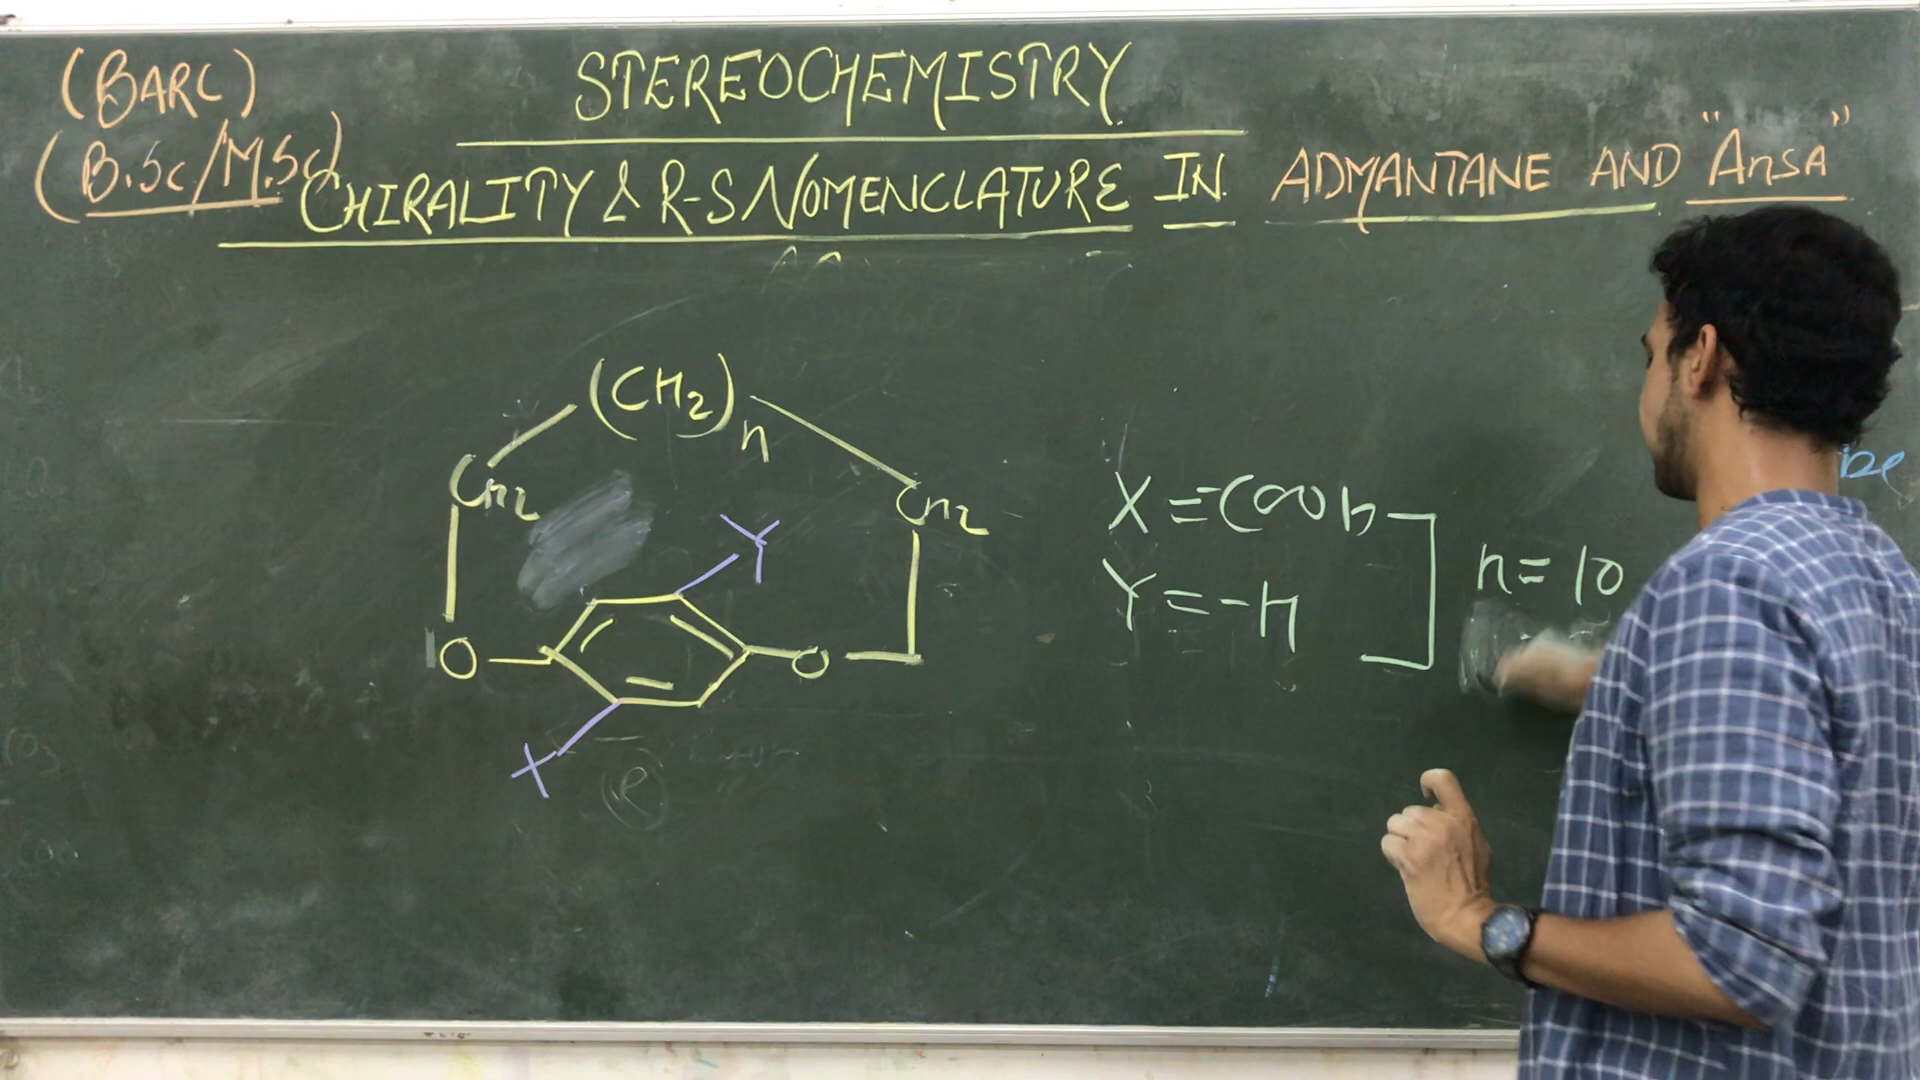 (BARC)
(B.Sc/M.Sc)
STEREOCHEMISTRY
CHIRALITY & R-S NOMENCLATURE IN ADMANTANE AND "Ansa"
(CH2)n
CH2
CH2
Y
O
O
X
X = -COOH
Y = -H
n = 10
(R)